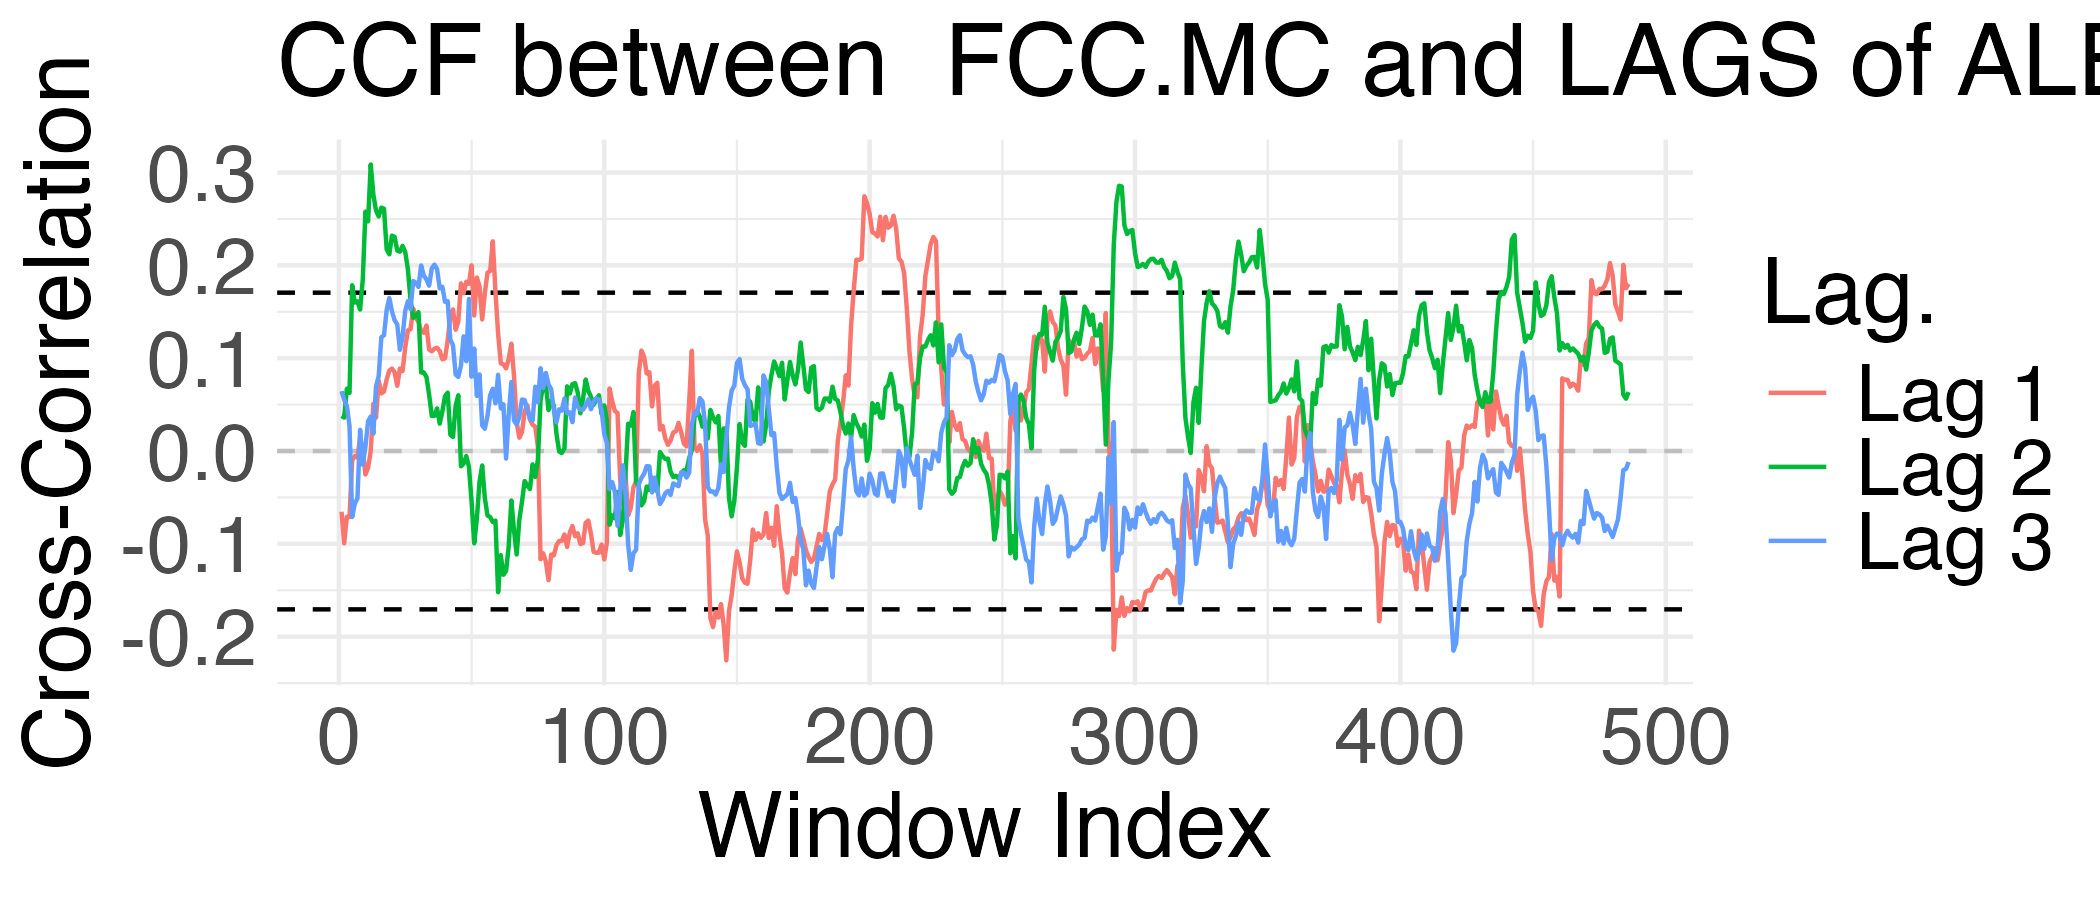 CCF between  FCC.MC and LAGS of
Cross-Correlation
0.3
0.2
0.1
0.0
-0.1
-0.2
0 100 200 300 400 500
Window Index
Lag.
Lag 1
Lag 2
Lag 3